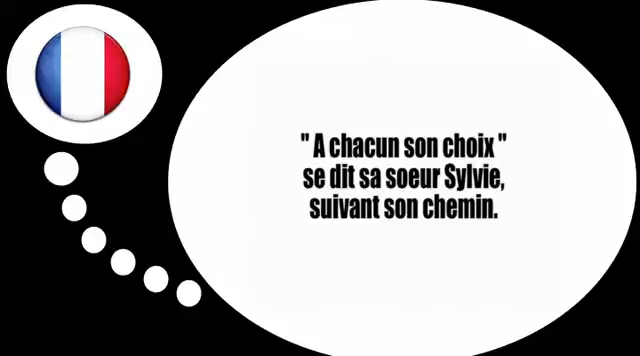 " A chacun son choix "
se dit sa soeur Sylvie,
suivant son chemin.